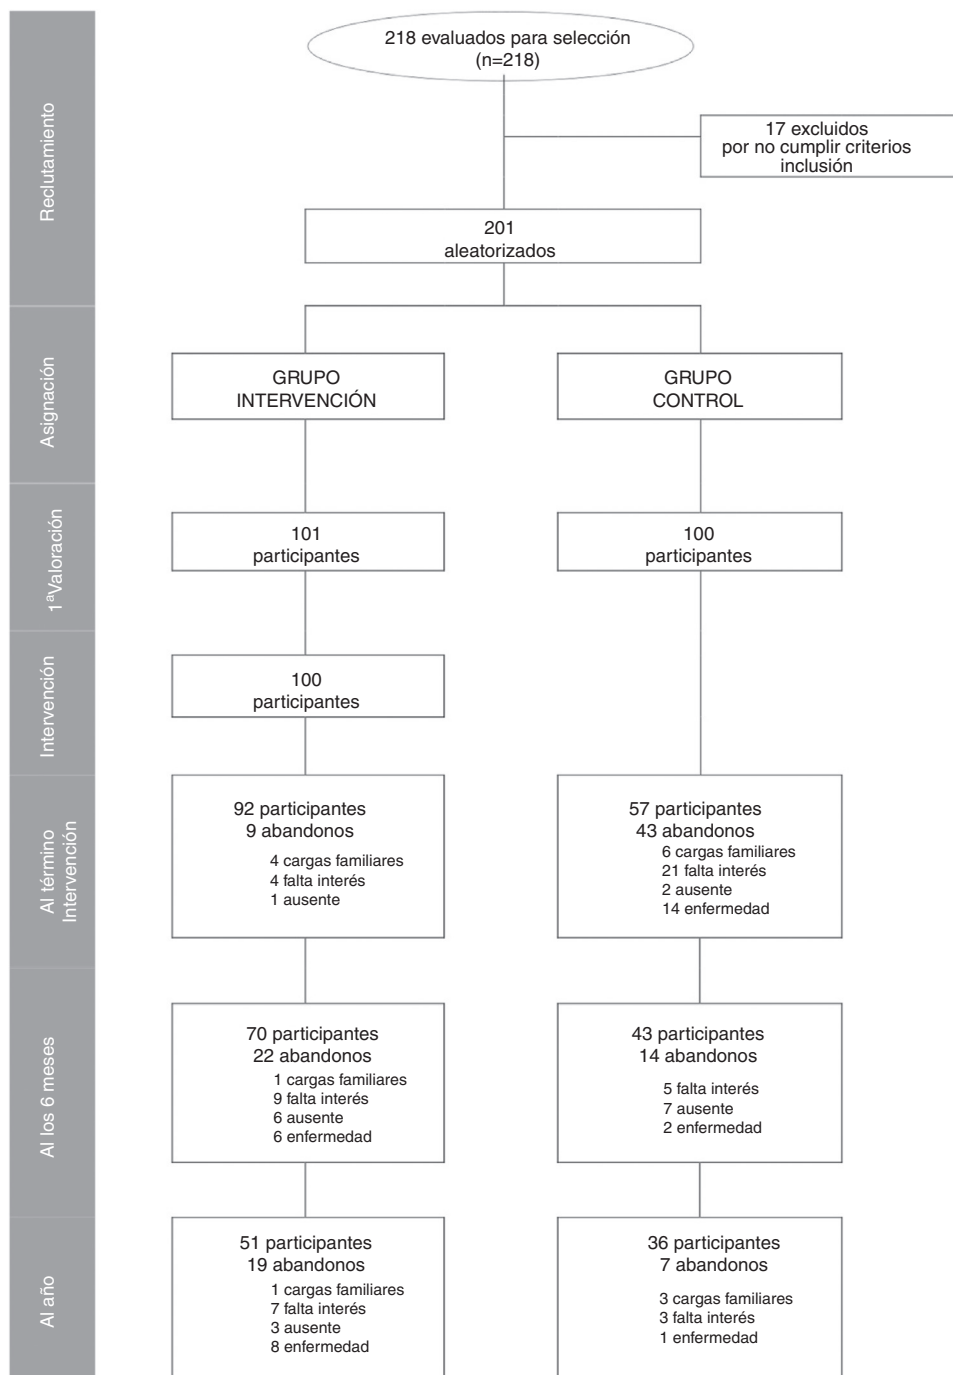 Reclutamiento
218 evaluados para selección
(n=218)
17 excluidos
por no cumplir criterios
inclusión
201
aleatorizados
Asignación
GRUPO
INTERVENCIÓN
GRUPO
CONTROL
1ªValoración
101
participantes
100
participantes
Intervención
100
participantes
Al término
Intervención
92 participantes
9 abandonos
4 cargas familiares
4 falta interés
1 ausente
57 participantes
43 abandonos
6 cargas familiares
21 falta interés
2 ausente
14 enfermedad
Al los 6 meses
70 participantes
22 abandonos
1 cargas familiares
9 falta interés
6 ausente
6 enfermedad
43 participantes
14 abandonos
5 falta interés
7 ausente
2 enfermedad
Al año
51 participantes
19 abandonos
1 cargas familiares
7 falta interés
3 ausente
8 enfermedad
36 participantes
7 abandonos
3 cargas familiares
3 falta interés
1 enfermedad